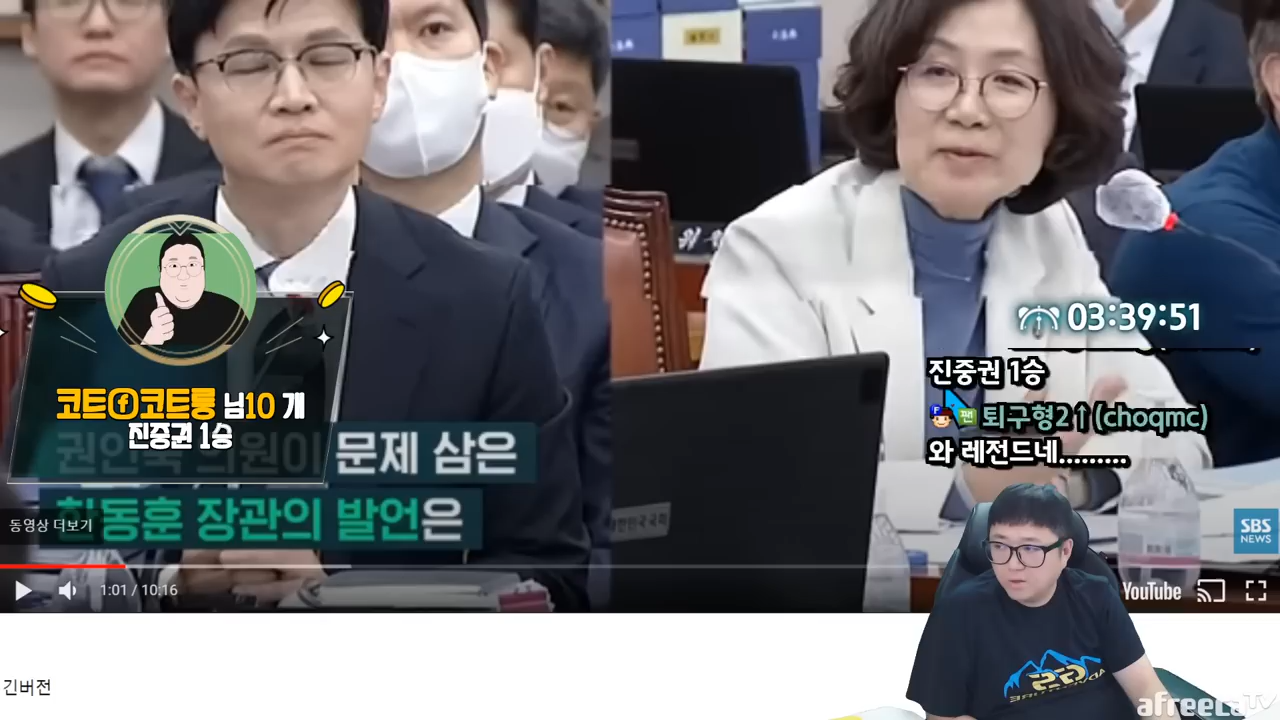 03:39:51
진중권 1승
퇴구형2↑(choqmc)
와 레전드네.........
코트ⓕ코트롱 님10 개
진중권 1승
문제 삼은
한동훈 장관의 발언은
동영상 더보기
SBS
NEWS
1:01 / 10:16
YouTube
긴버전
afreecaTV